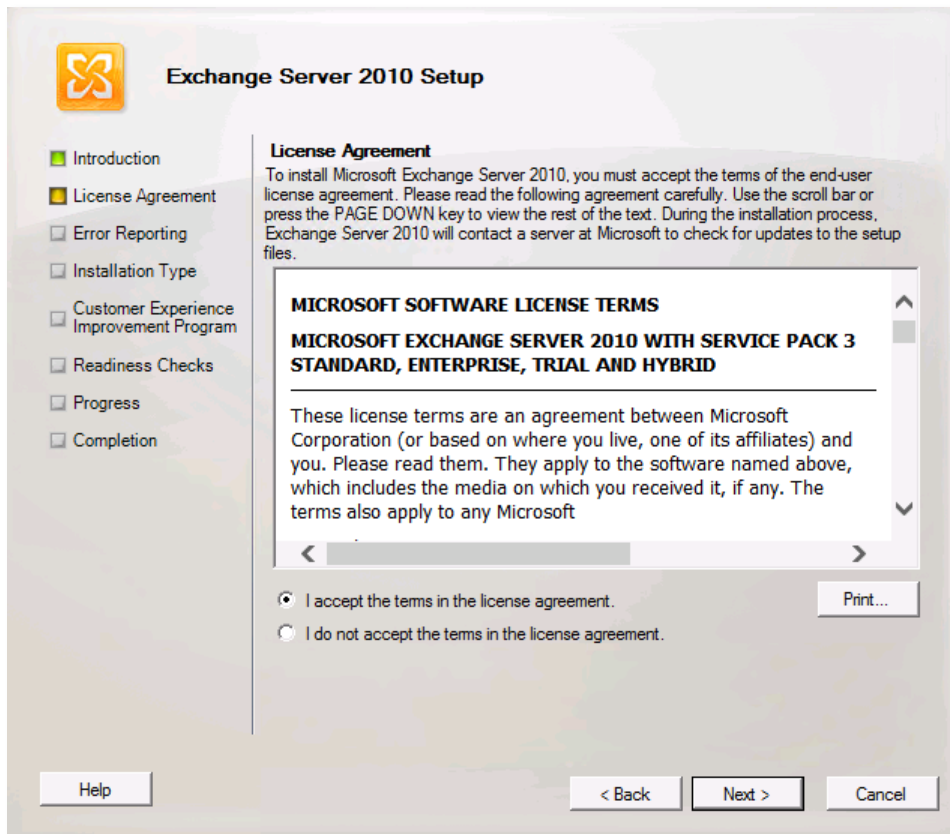 Exchange Server 2010 Setup
Introduction
License Agreement
Error Reporting
Installation Type
Customer Experience
Improvement Program
Readiness Checks
Progress
Completion
License Agreement
To install Microsoft Exchange Server 2010, you must accept the terms of the end-user
license agreement. Please read the following agreement carefully. Use the scroll bar or
press the PAGE DOWN key to view the rest of the text. During the installation process,
Exchange Server 2010 will contact a server at Microsoft to check for updates to the setup
files.
MICROSOFT SOFTWARE LICENSE TERMS
MICROSOFT EXCHANGE SERVER 2010 WITH SERVICE PACK 3
STANDARD, ENTERPRISE, TRIAL AND HYBRID
These license terms are an agreement between Microsoft
Corporation (or based on where you live, one of its affiliates) and
you. Please read them. They apply to the software named above,
which includes the media on which you received it, if any. The
terms also apply to any Microsoft
I accept the terms in the license agreement.
Print...
I do not accept the terms in the license agreement.
Help
< Back
Next >
Cancel